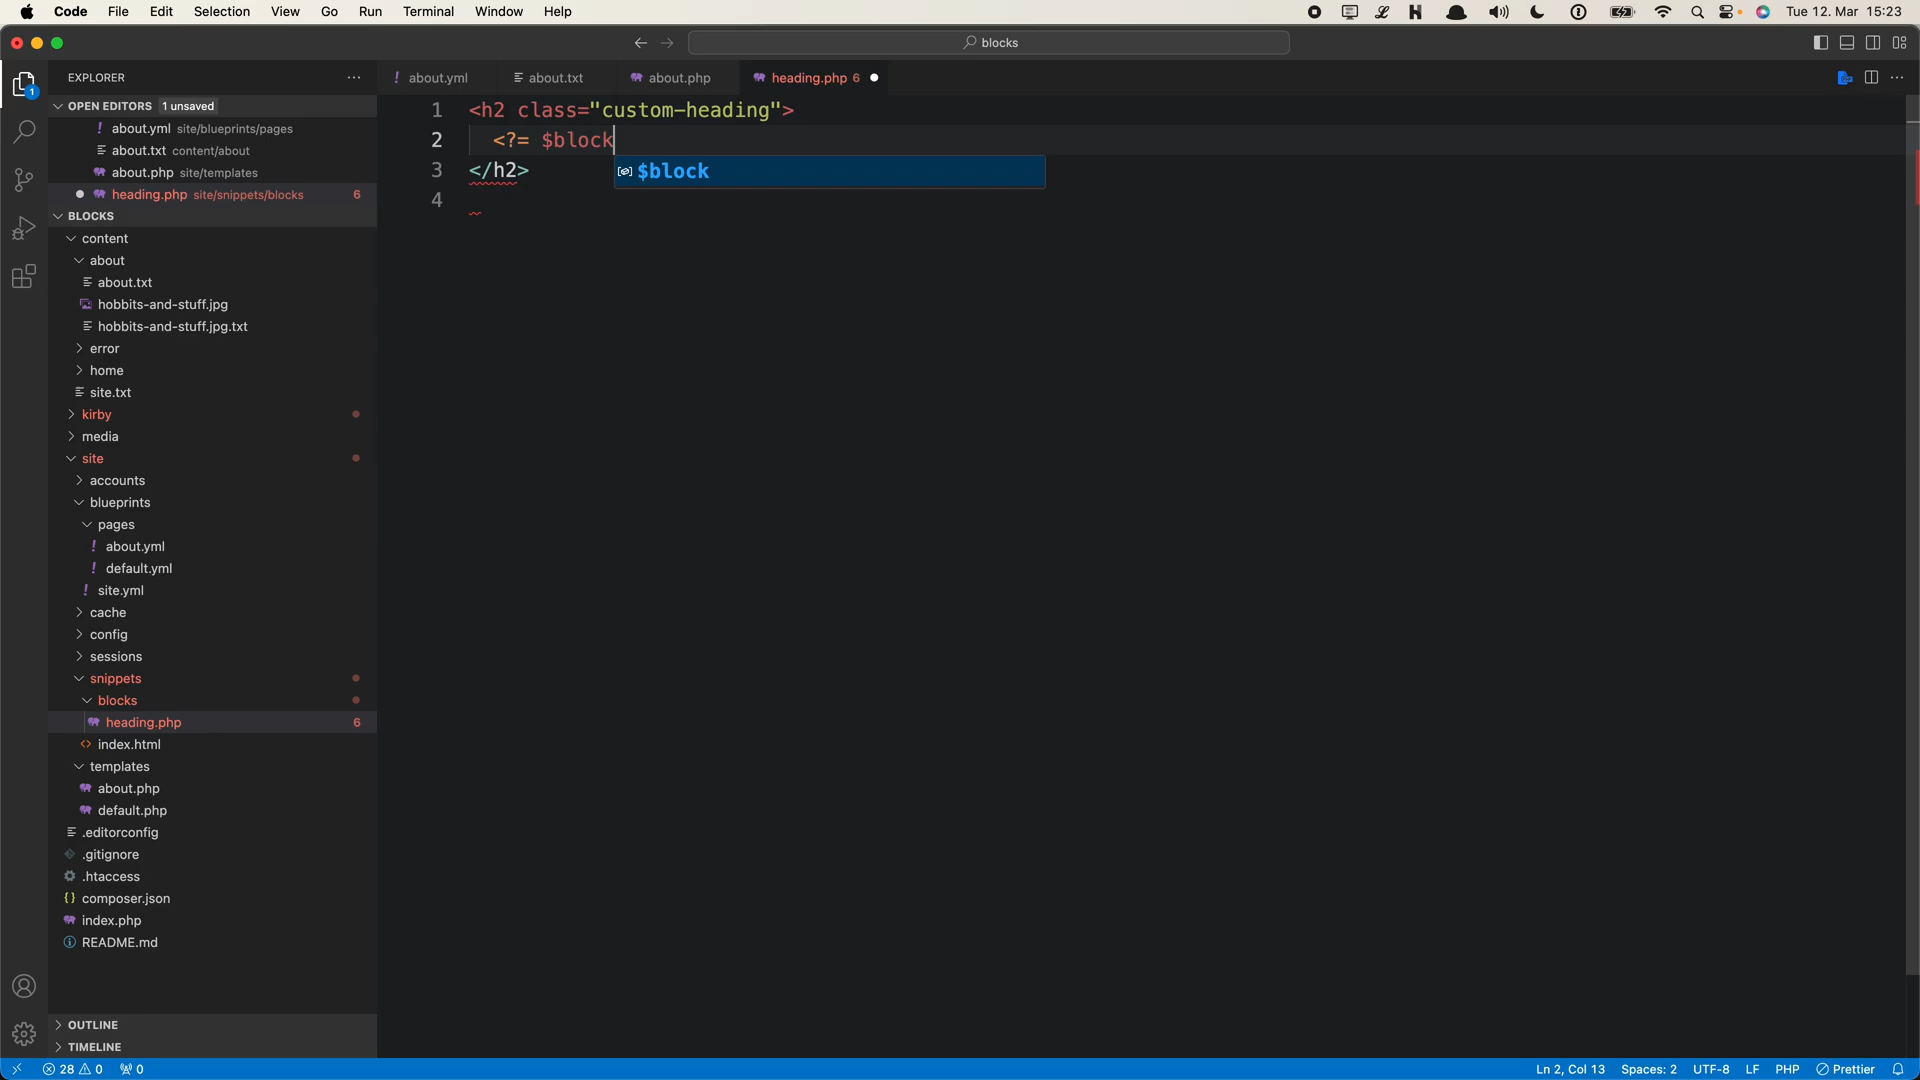 Code File Edit Selection View Go Run Terminal Window Help Tue 12. Mar 15:23
blocks
EXPLORER
about.yml about.txt about.php heading.php 6
OPEN EDITORS 1 unsaved
about.yml site/blueprints/pages
about.txt content/about
about.php site/templates
heading.php site/snippets/blocks 6
BLOCKS
content
about
about.txt
hobbits-and-stuff.jpg
hobbits-and-stuff.jpg.txt
error
home
site.txt
kirby
media
site
accounts
blueprints
pages
about.yml
default.yml
site.yml
cache
config
sessions
snippets
blocks
heading.php 6
index.html
templates
about.php
default.php
.editorconfig
.gitignore
.htaccess
composer.json
index.php
README.md
OUTLINE
TIMELINE
1 <h2 class="custom-heading">
2 <?= $block
3 </h2>
$block
4
1
28 0 0
Ln 2, Col 13 Spaces: 2 UTF-8 LF PHP Prettier